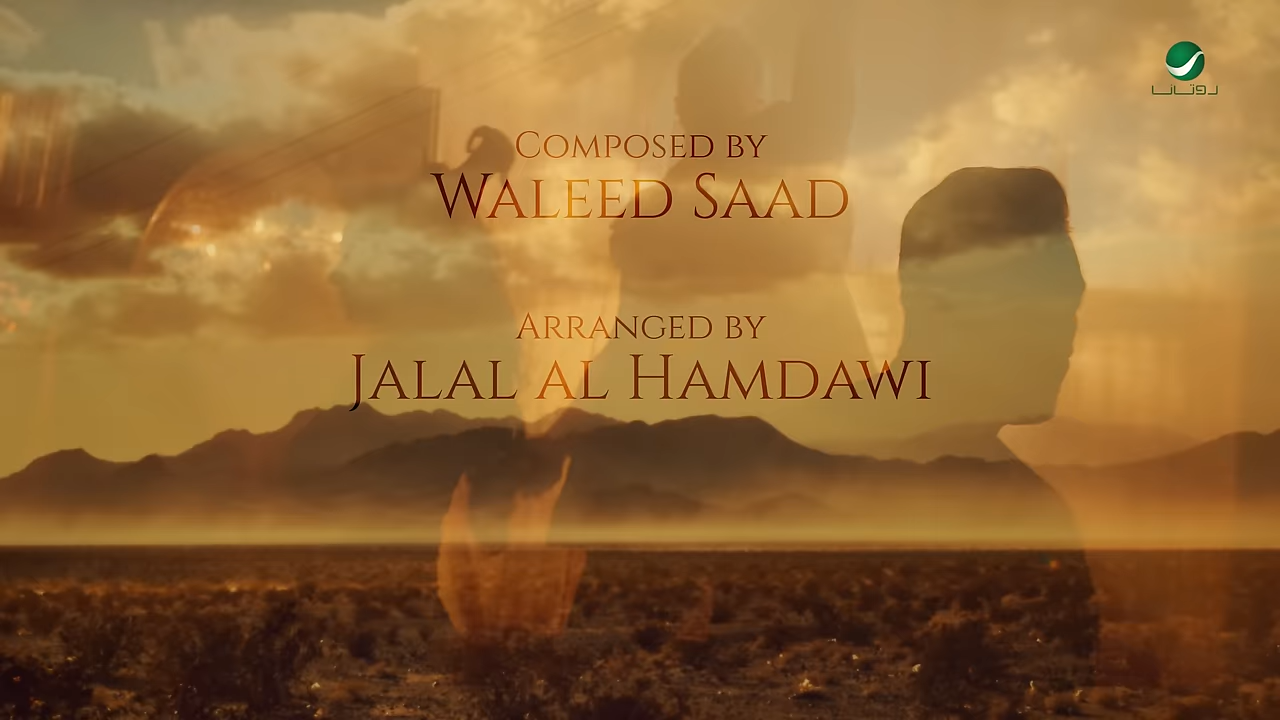 روتانا
COMPOSED BY
WALEED SAAD
ARRANGED BY
JALAL AL HAMDAWI